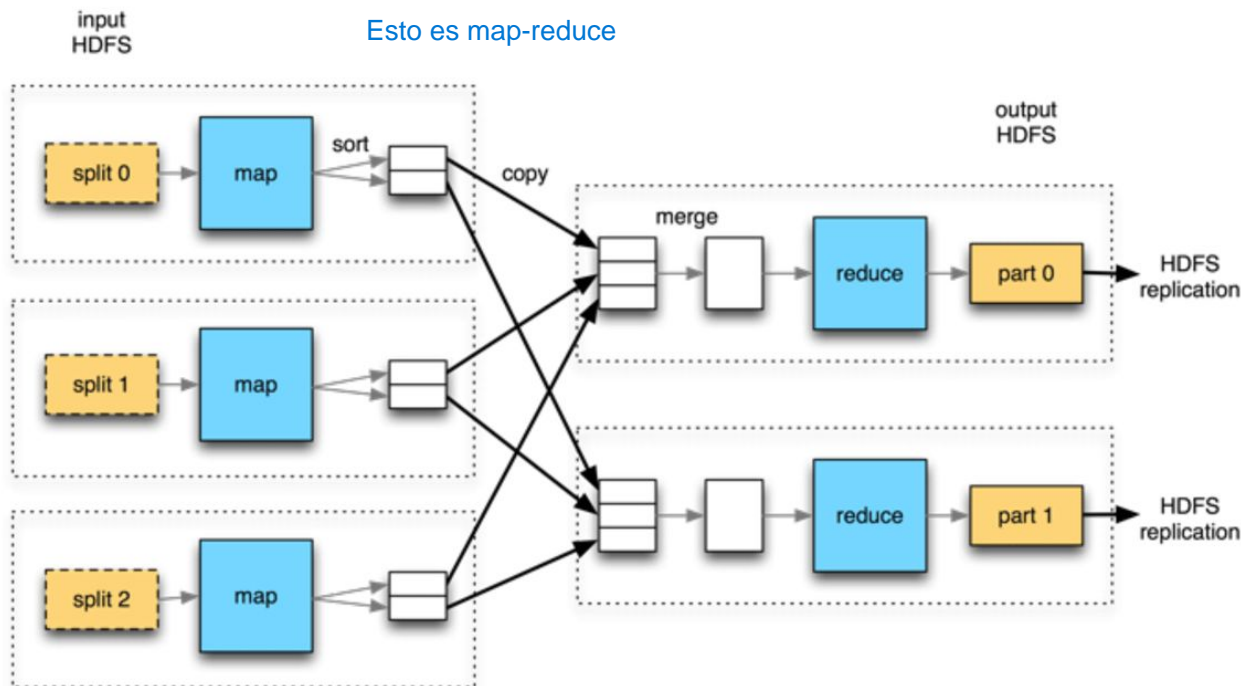 input
HDFS
Esto es map-reduce
output
HDFS
split 0
map
sort
copy
merge
reduce
part 0
HDFS
replication
split 1
map
reduce
part 1
HDFS
replication
split 2
map